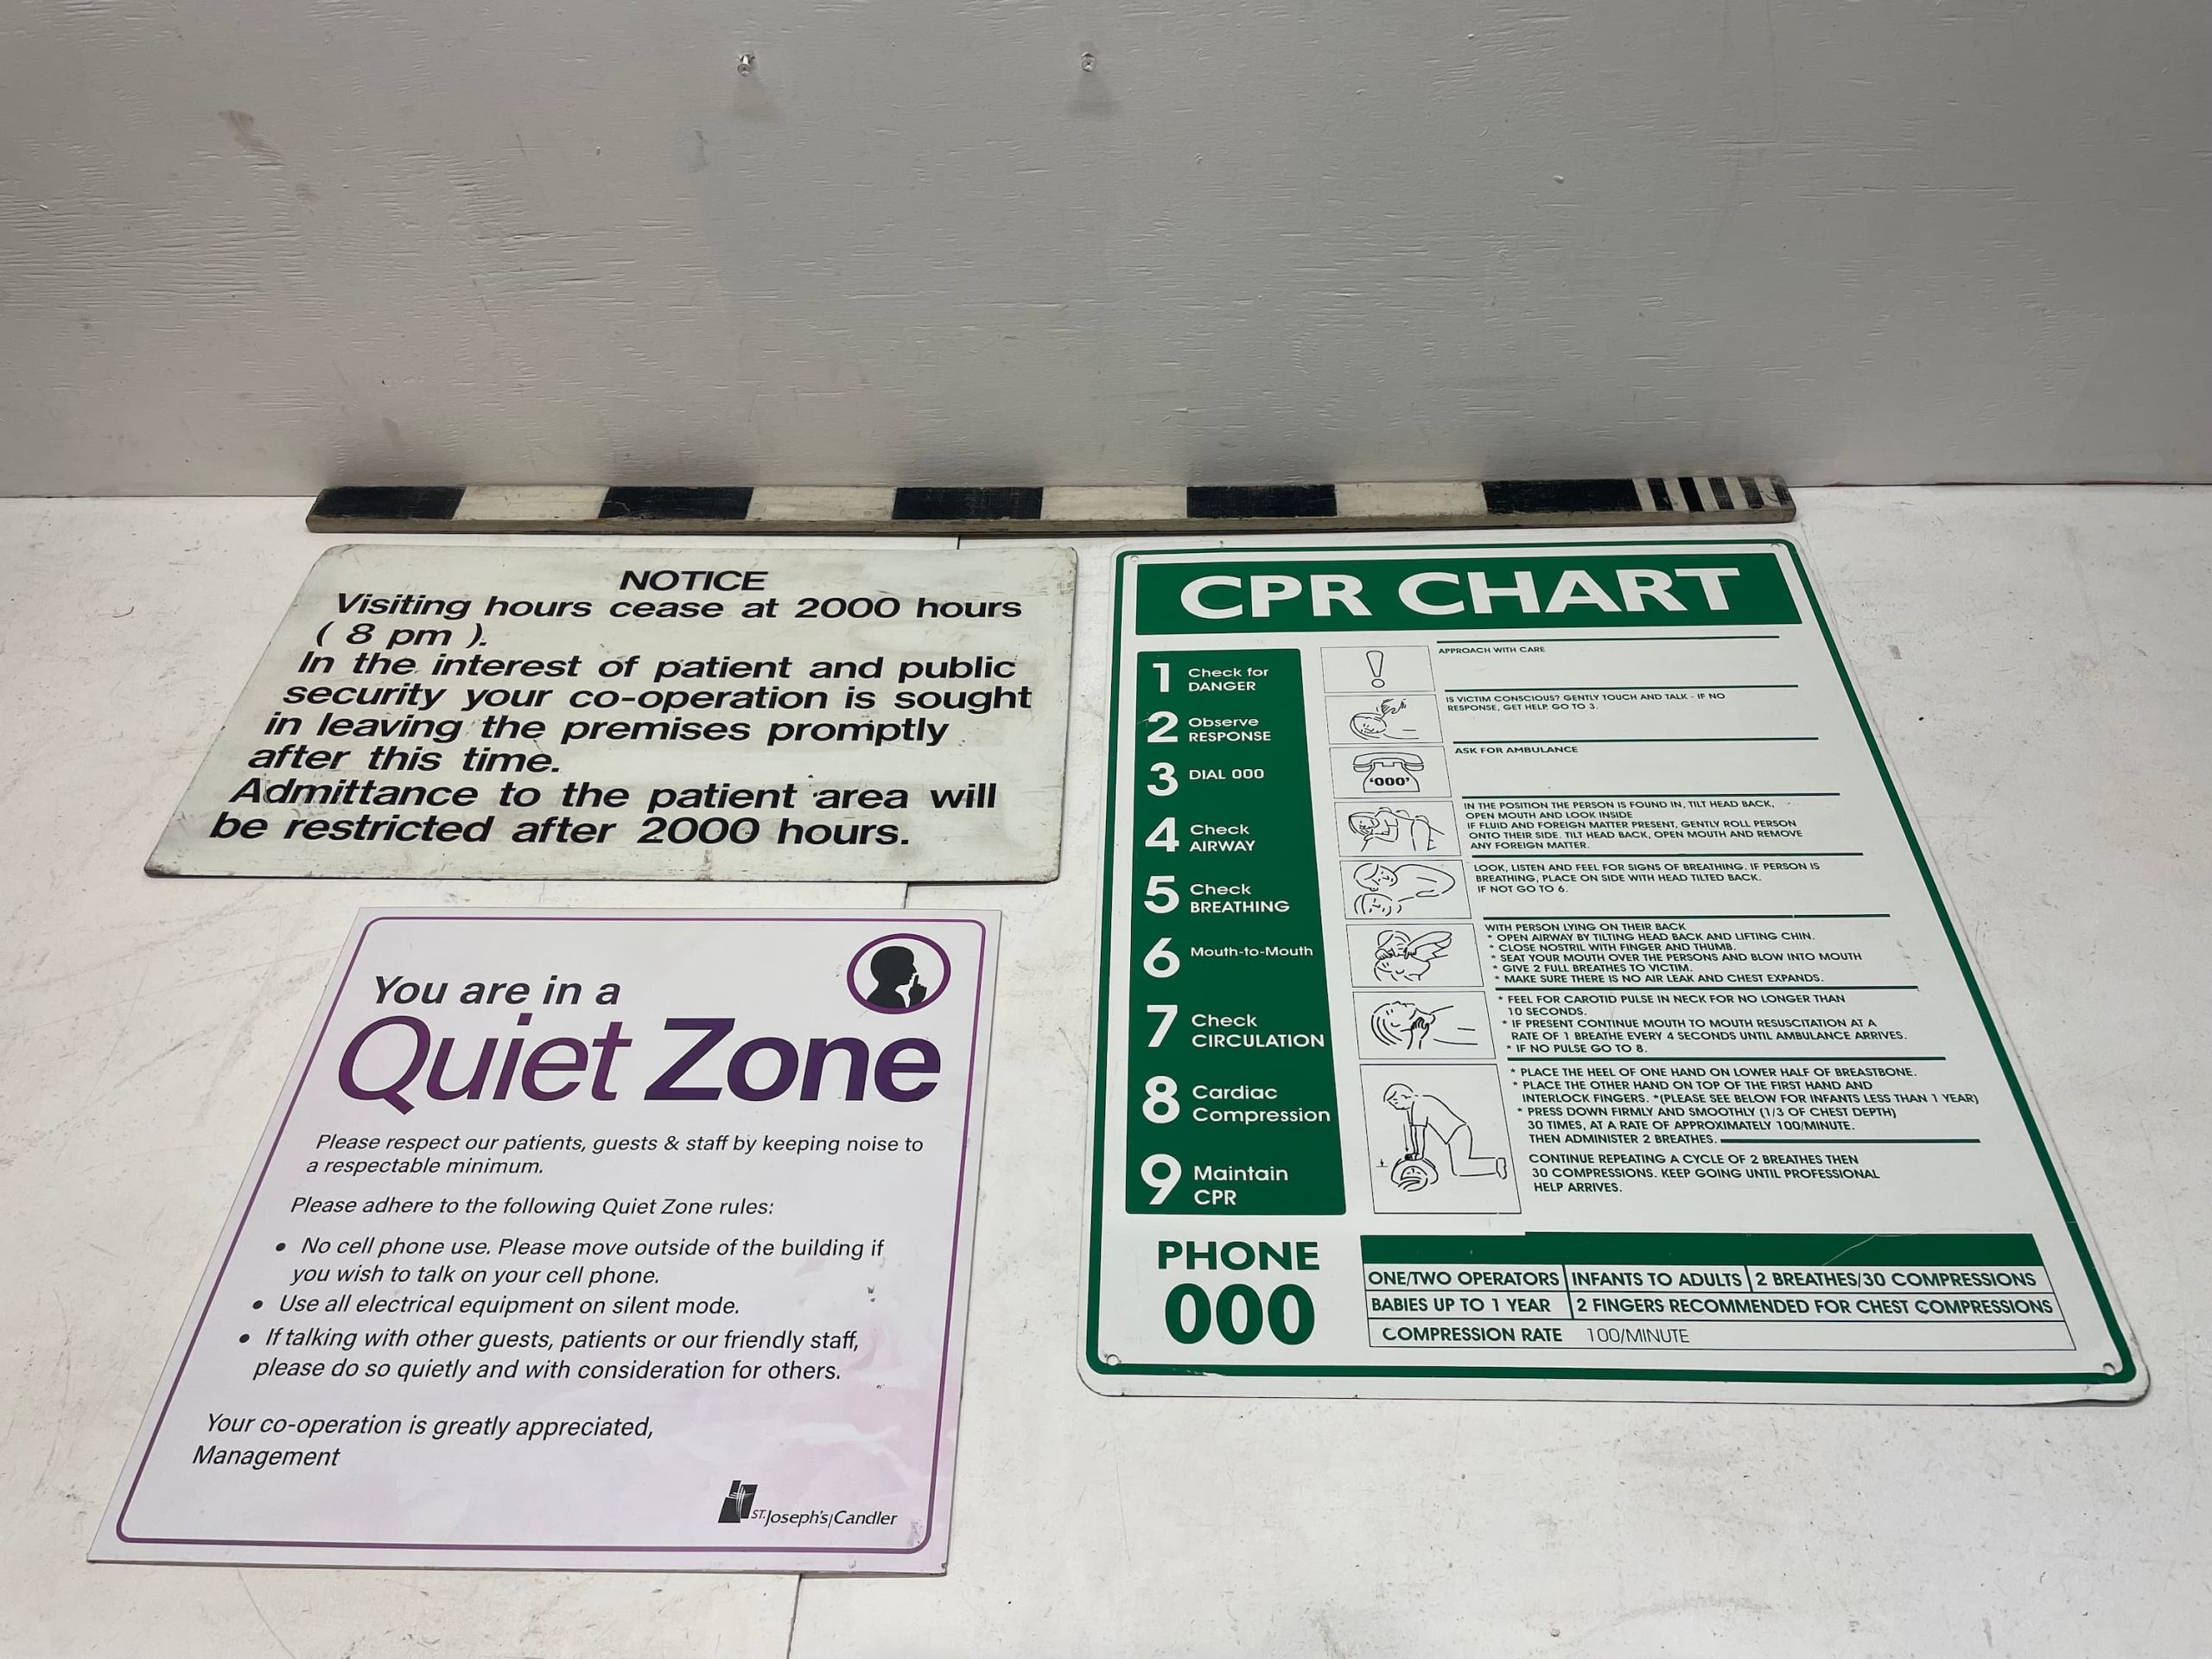 NOTICE
Visiting hours cease at 2000 hours
( 8 pm ).
In the interest of patient and public
security your co-operation is sought
in leaving the premises promptly
after this time.
Admittance to the patient area will
be restricted after 2000 hours.
You are in a
Quiet Zone
Please respect our patients, guests & staff by keeping noise to
a respectable minimum.
Please adhere to the following Quiet Zone rules:
• No cell phone use. Please move outside of the building if
you wish to talk on your cell phone.
• Use all electrical equipment on silent mode.
• If talking with other guests, patients or our friendly staff,
please do so quietly and with consideration for others.
Your co-operation is greatly appreciated,
Management
ST. Joseph's|Candler
CPR CHART
1 Check for
DANGER
APPROACH WITH CARE
2 Observe
RESPONSE
IS VICTIM CONSCIOUS? GENTLY TOUCH AND TALK - IF NO
RESPONSE, GET HELP. GO TO 3.
3 DIAL 000
'000'
ASK FOR AMBULANCE
4 Check
AIRWAY
IN THE POSITION THE PERSON IS FOUND IN, TILT HEAD BACK,
OPEN MOUTH AND LOOK INSIDE
IF FLUID AND FOREIGN MATTER PRESENT, GENTLY ROLL PERSON
ONTO THEIR SIDE. TILT HEAD BACK, OPEN MOUTH AND REMOVE
ANY FOREIGN MATTER.
5 Check
BREATHING
LOOK, LISTEN AND FEEL FOR SIGNS OF BREATHING. IF PERSON IS
BREATHING, PLACE ON SIDE WITH HEAD TILTED BACK.
IF NOT GO TO 6.
6 Mouth-to-Mouth
WITH PERSON LYING ON THEIR BACK
* OPEN AIRWAY BY TILTING HEAD BACK AND LIFTING CHIN.
* CLOSE NOSTRIL WITH FINGER AND THUMB.
* SEAT YOUR MOUTH OVER THE PERSONS AND BLOW INTO MOUTH
* GIVE 2 FULL BREATHES TO VICTIM.
* MAKE SURE THERE IS NO AIR LEAK AND CHEST EXPANDS.
7 Check
CIRCULATION
* FEEL FOR CAROTID PULSE IN NECK FOR NO LONGER THAN
10 SECONDS.
* IF PRESENT CONTINUE MOUTH TO MOUTH RESUSCITATION AT A
RATE OF 1 BREATHE EVERY 4 SECONDS UNTIL AMBULANCE ARRIVES.
* IF NO PULSE GO TO 8.
8 Cardiac
Compression
* PLACE THE HEEL OF ONE HAND ON LOWER HALF OF BREASTBONE.
* PLACE THE OTHER HAND ON TOP OF THE FIRST HAND AND
INTERLOCK FINGERS. *(PLEASE SEE BELOW FOR INFANTS LESS THAN 1 YEAR)
* PRESS DOWN FIRMLY AND SMOOTHLY (1/3 OF CHEST DEPTH)
30 TIMES, AT A RATE OF APPROXIMATELY 100/MINUTE.
THEN ADMINISTER 2 BREATHES.
9 Maintain
CPR
CONTINUE REPEATING A CYCLE OF 2 BREATHES THEN
30 COMPRESSIONS. KEEP GOING UNTIL PROFESSIONAL
HELP ARRIVES.
PHONE
000
ONE/TWO OPERATORS INFANTS TO ADULTS 2 BREATHES/30 COMPRESSIONS
BABIES UP TO 1 YEAR 2 FINGERS RECOMMENDED FOR CHEST COMPRESSIONS
COMPRESSION RATE 100/MINUTE